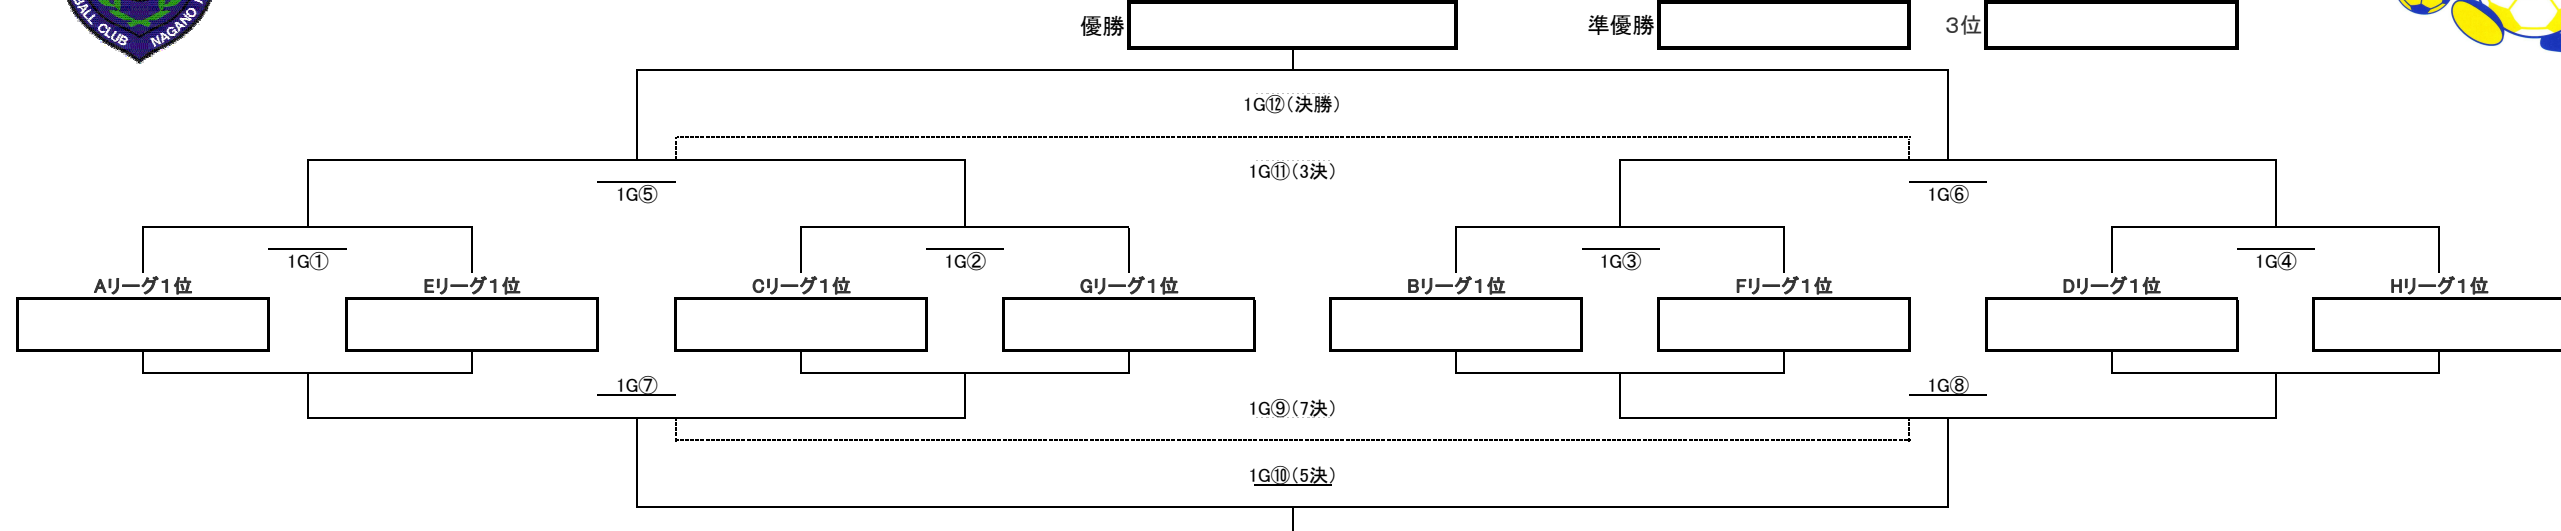 BALL CLUB NAGANO
優勝
準優勝
3位
1G⑫(決勝)
1G⑪(3決)
1G⑤
1G⑥
1G①
1G②
1G③
1G④
Aリーグ1位
Eリーグ1位
Cリーグ1位
Gリーグ1位
Bリーグ1位
Fリーグ1位
Dリーグ1位
Hリーグ1位
1G⑦
1G⑧
1G⑨(7決)
1G⑩(5決)